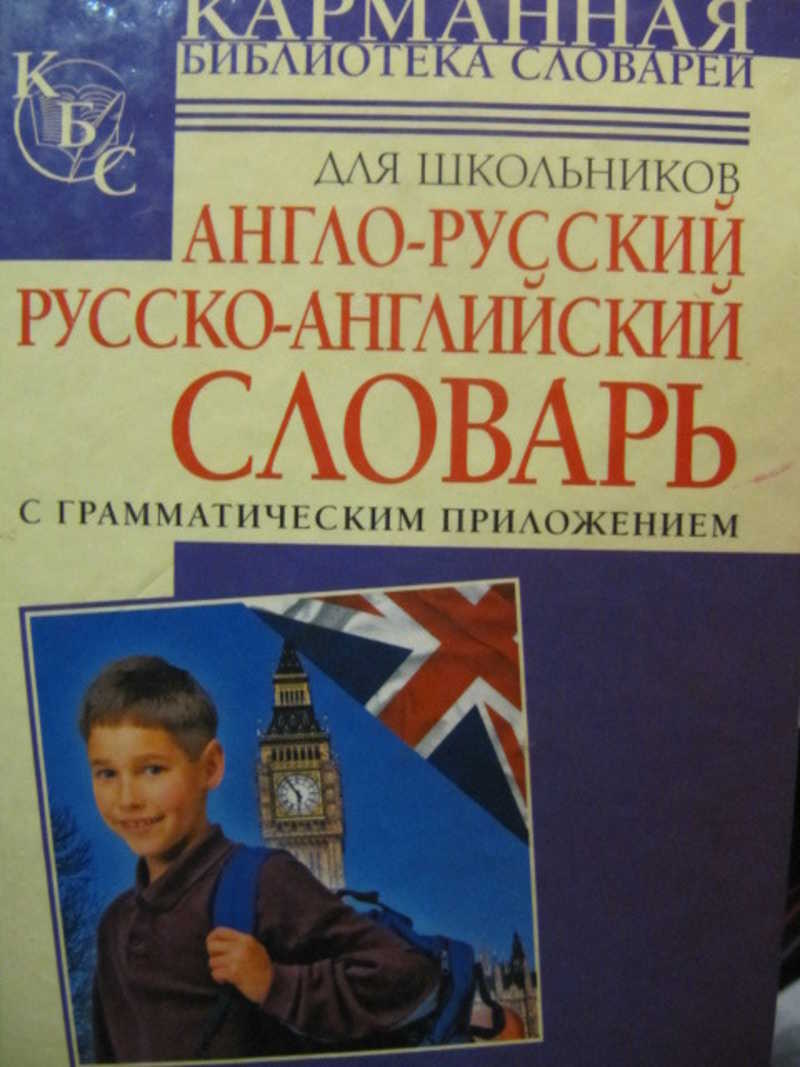 КАРМАННАЯ
БИБЛИОТЕКА СЛОВАРЕЙ
КБС
ДЛЯ ШКОЛЬНИКОВ
АНГЛО-РУССКИЙ
РУССКО-АНГЛИЙСКИЙ
СЛОВАРЬ
С ГРАММАТИЧЕСКИМ ПРИЛОЖЕНИЕМ